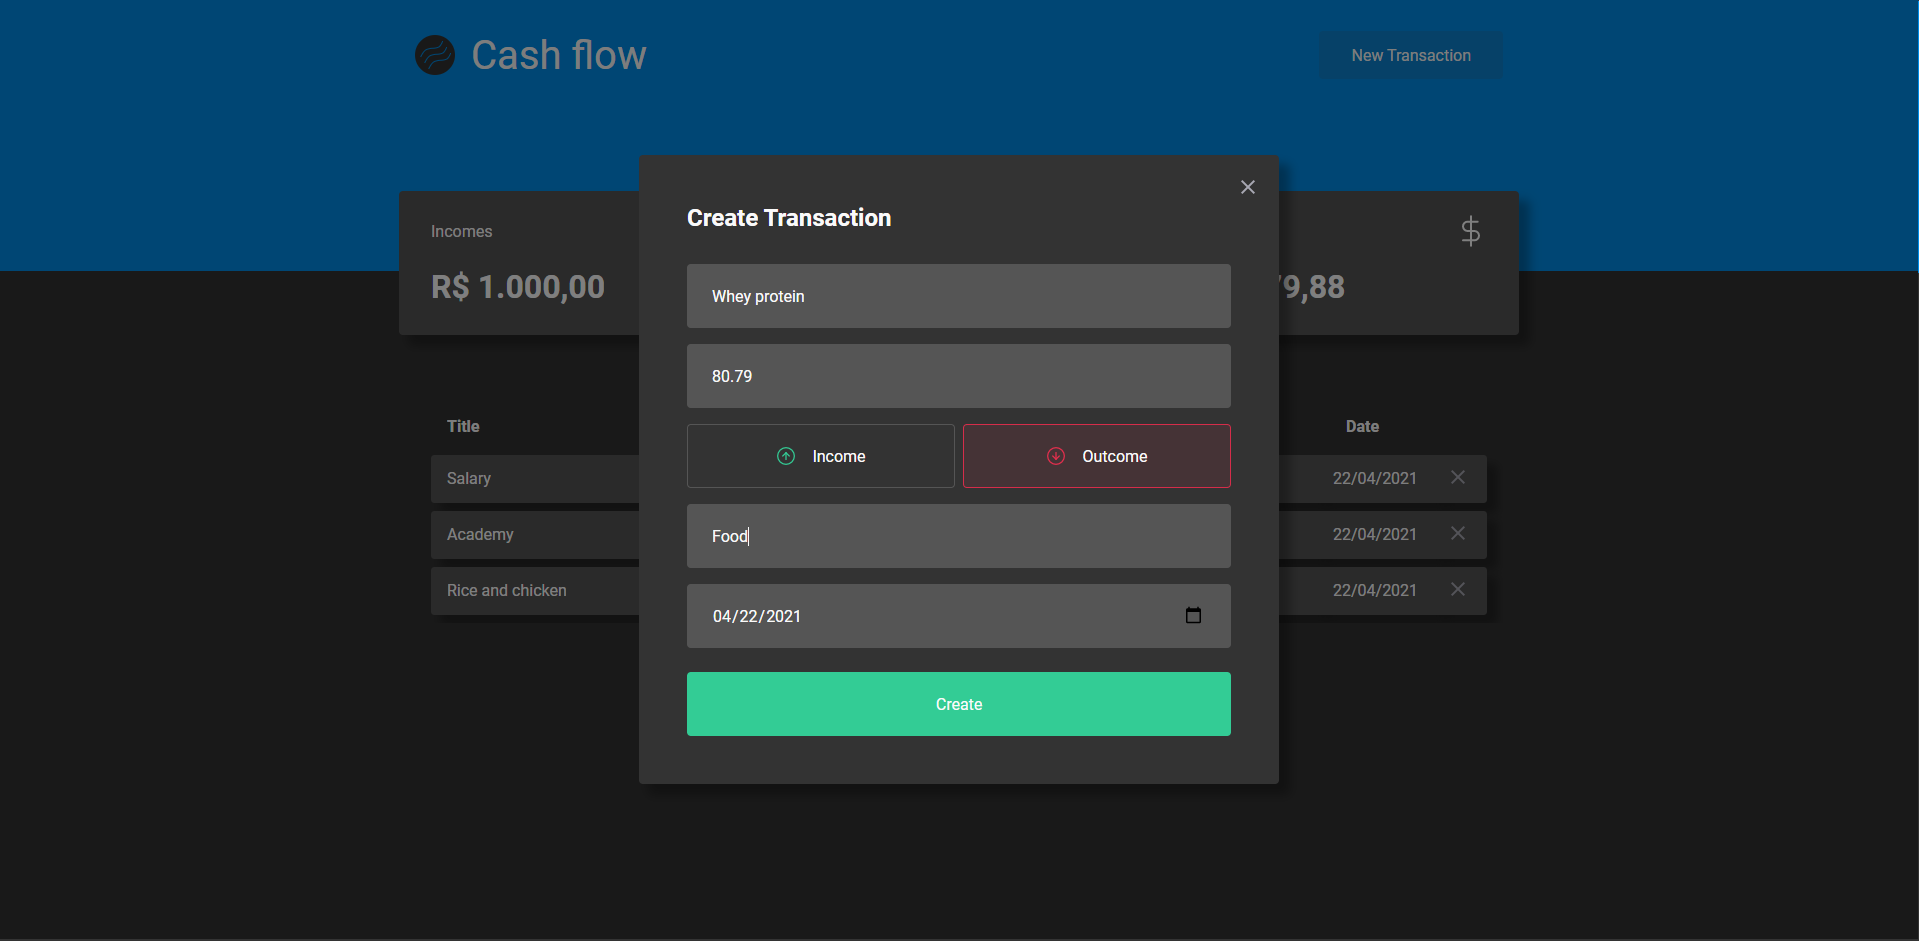 Cash flow
New Transaction
Incomes
R$ 1.000,00
$
9,88
Create Transaction
Whey protein
80.79
Income
Outcome
Food
04/22/2021
Create
Title
Date
Salary
22/04/2021
Academy
22/04/2021
Rice and chicken
22/04/2021